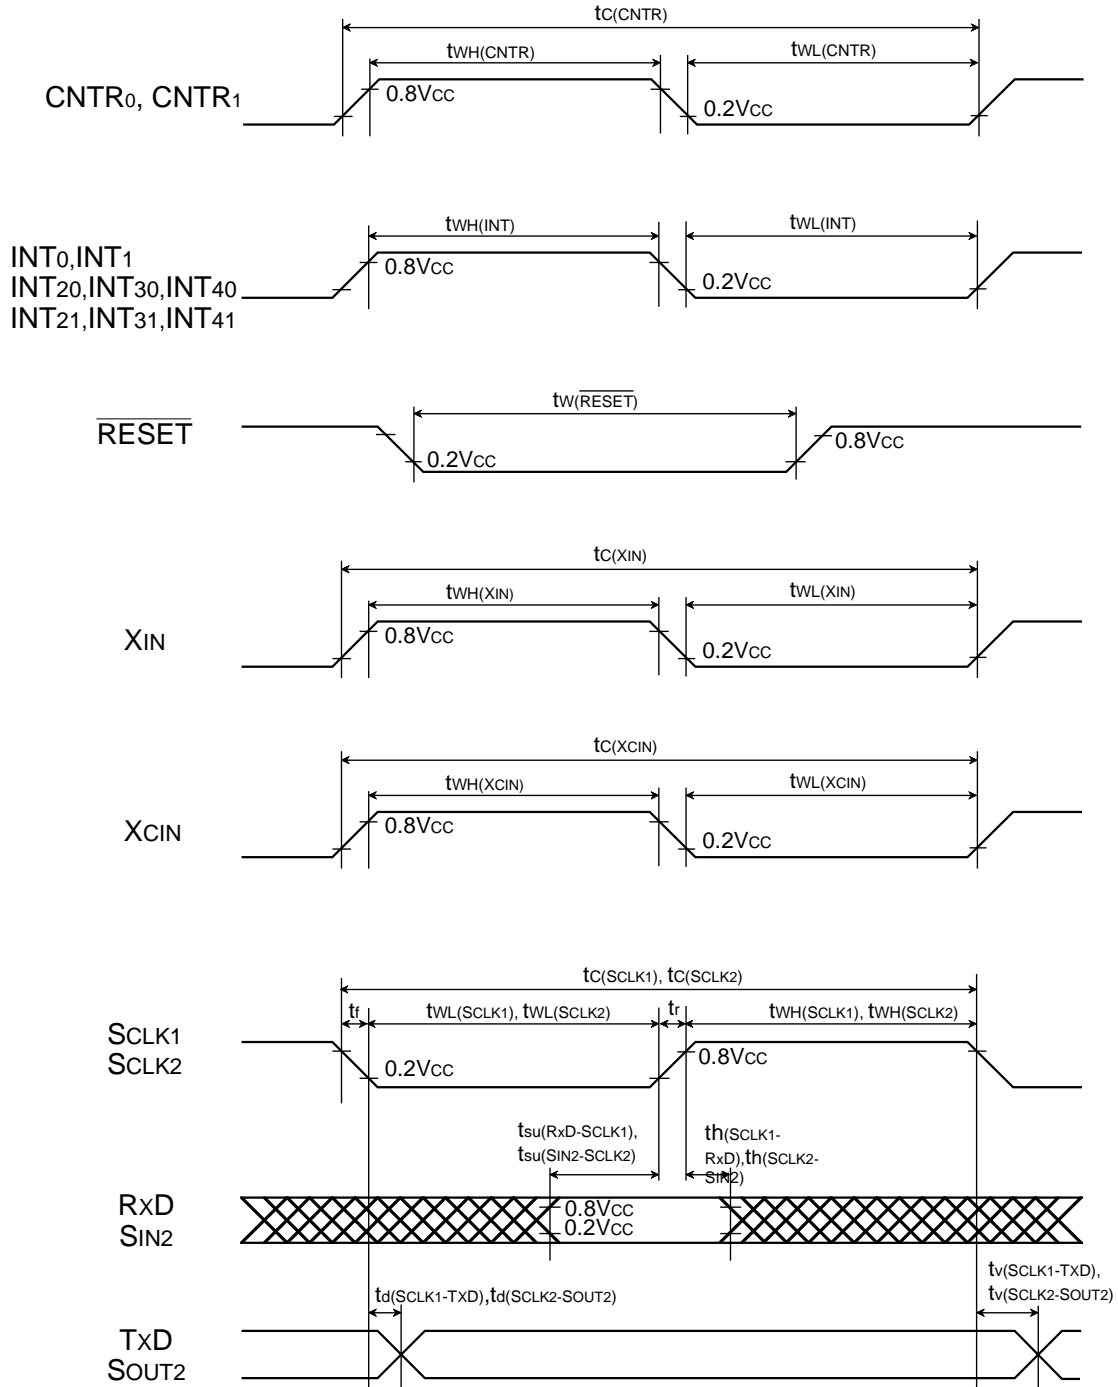 tC(CNTR)
tWH(CNTR)
tWL(CNTR)
CNTR0, CNTR1
0.8VCC
0.2VCC
tWH(INT)
tWL(INT)
INT0,INT1
INT20,INT30,INT40
INT21,INT31,INT41
0.8VCC
0.2VCC
tW(RESET)
RESET
0.2VCC
0.8VCC
tC(XIN)
tWH(XIN)
tWL(XIN)
XIN
0.8VCC
0.2VCC
tC(XCIN)
tWH(XCIN)
tWL(XCIN)
XCIN
0.8VCC
0.2VCC
tC(SCLK1), tC(SCLK2)
tf
tWL(SCLK1), tWL(SCLK2)
tr
tWH(SCLK1), tWH(SCLK2)
SCLK1
SCLK2
0.2VCC
0.8VCC
tsu(RxD-SCLK1),
tsu(SIN2-SCLK2)
th(SCLK1-
RxD),th(SCLK2-
SIN2)
RXD
SIN2
0.8VCC
0.2VCC
td(SCLK1-TXD),td(SCLK2-SOUT2)
tv(SCLK1-TXD),
tv(SCLK2-SOUT2)
TXD
SOUT2